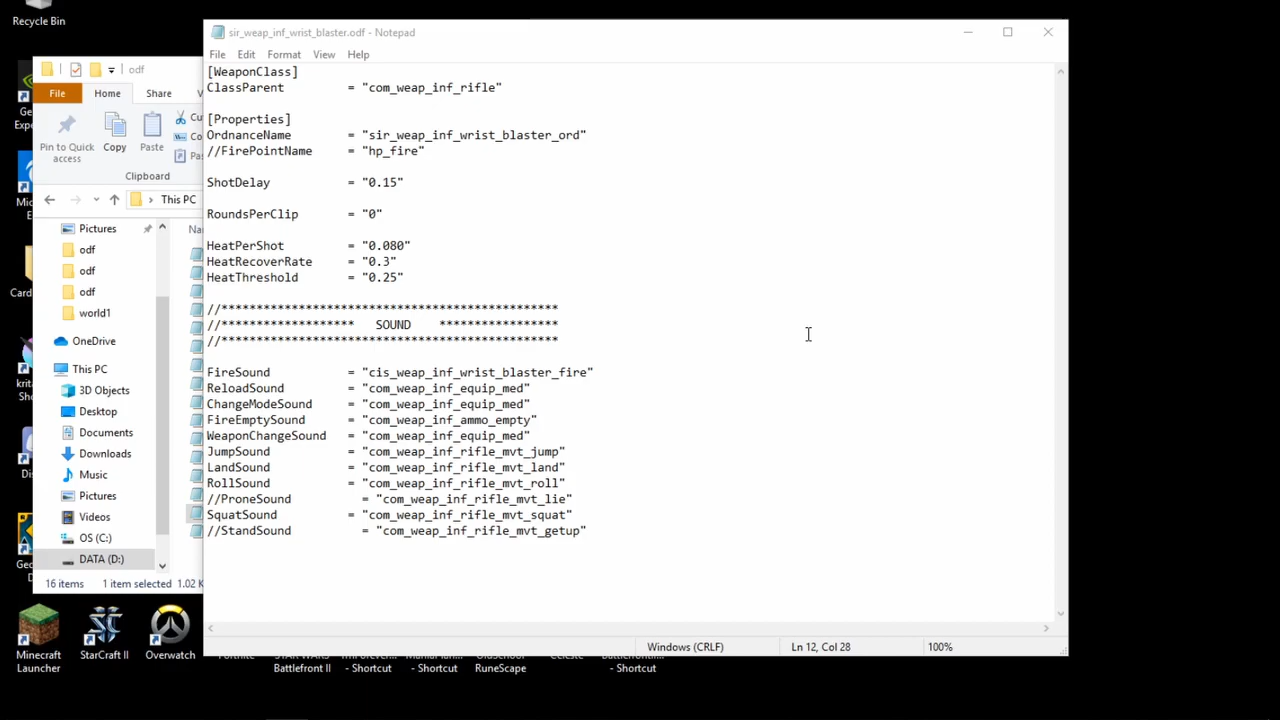 Recycle Bin
sir_weap_inf_wrist_blaster.odf - Notepad
File Edit Format View Help
odf
File Home Share
Pin to Quick access
Copy
Paste
Clipboard
This PC
Pictures
odf
odf
odf
world1
OneDrive
This PC
3D Objects
Desktop
Documents
Downloads
Music
Pictures
Videos
OS (C:)
DATA (D:)
16 items 1 item selected 1.02 K
[WeaponClass]
ClassParent = "com_weap_inf_rifle"
[Properties]
OrdnanceName = "sir_weap_inf_wrist_blaster_ord"
//FirePointName = "hp_fire"
ShotDelay = "0.15"
RoundsPerClip = "0"
HeatPerShot = "0.080"
HeatRecoverRate = "0.3"
HeatThreshold = "0.25"
//************************************************
//******************* SOUND *****************
//************************************************
FireSound = "cis_weap_inf_wrist_blaster_fire"
ReloadSound = "com_weap_inf_equip_med"
ChangeModeSound = "com_weap_inf_equip_med"
FireEmptySound = "com_weap_inf_ammo_empty"
WeaponChangeSound = "com_weap_inf_equip_med"
JumpSound = "com_weap_inf_rifle_mvt_jump"
LandSound = "com_weap_inf_rifle_mvt_land"
RollSound = "com_weap_inf_rifle_mvt_roll"
//ProneSound = "com_weap_inf_rifle_mvt_lie"
SquatSound = "com_weap_inf_rifle_mvt_squat"
//StandSound = "com_weap_inf_rifle_mvt_getup"
Windows (CRLF) Ln 12, Col 28 100%
Minecraft Launcher
StarCraft II
Overwatch
Battlefront II
- Shortcut
- Shortcut
RuneScape
- Shortcut